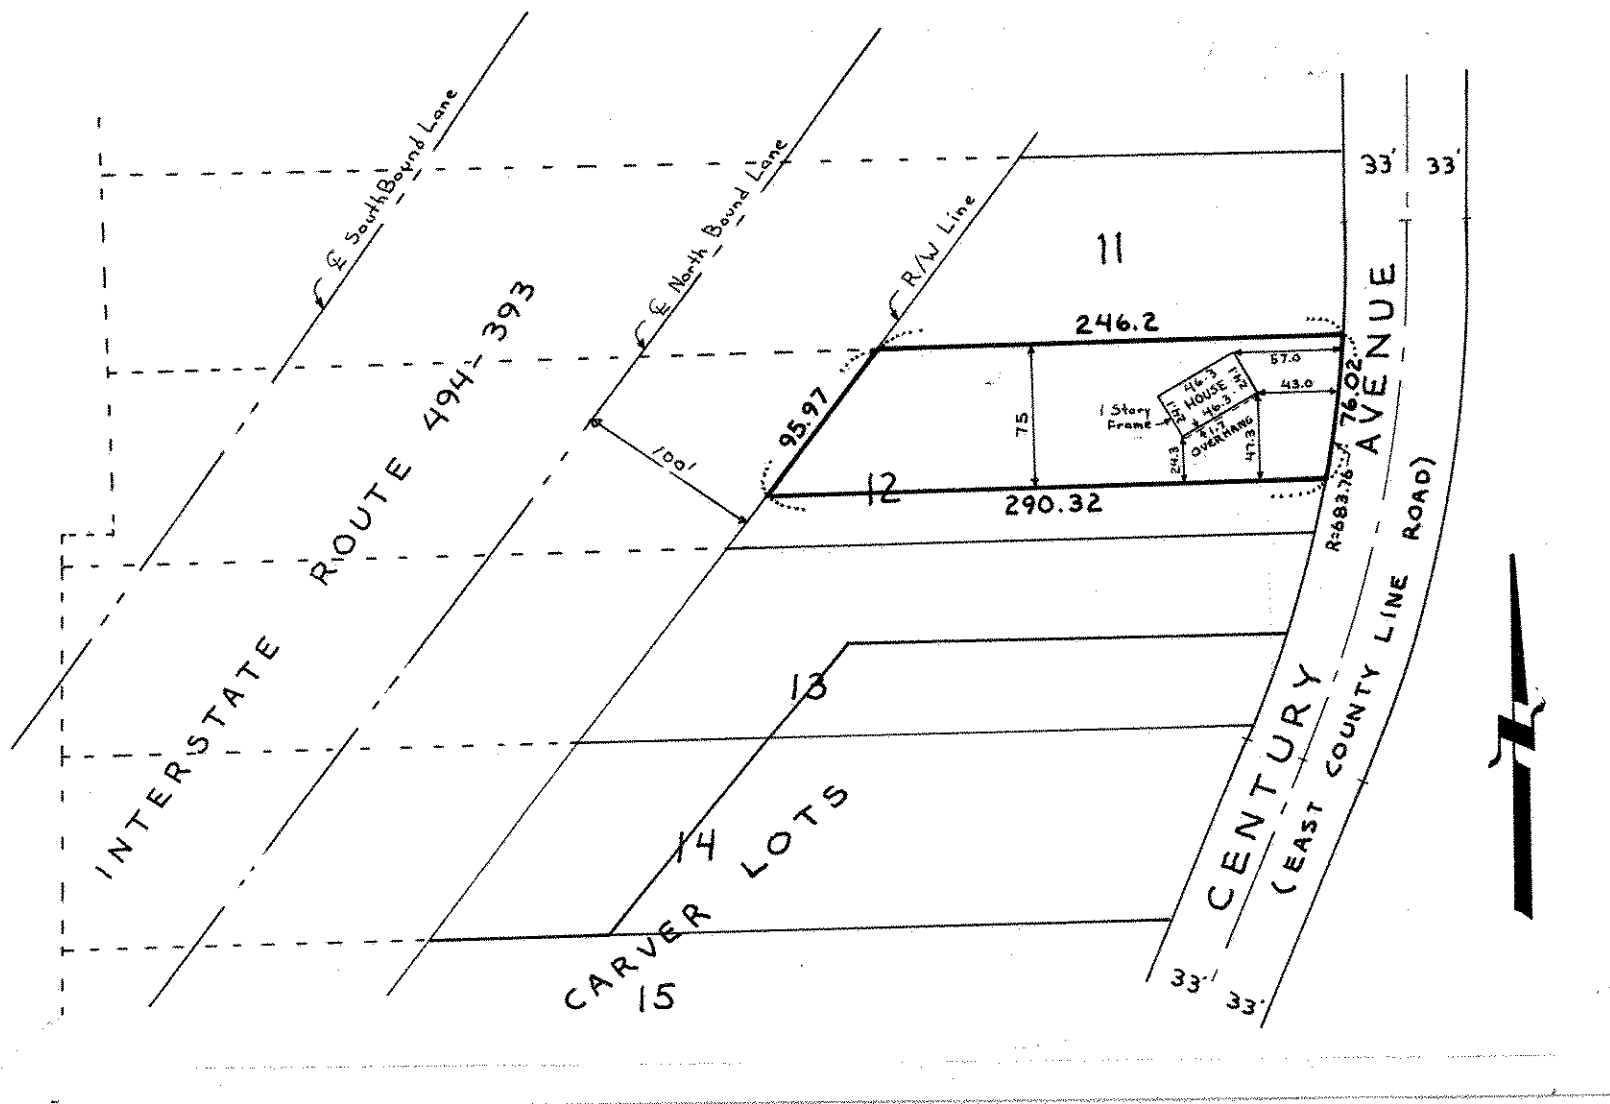 ℄ South Bound Lane
℄ North Bound Lane
R/W Line
33'
33'
11
INTERSTATE ROUTE 494-393
100'
246.2
95.97
75
57.0
43.0
46.3
HOUSE
46.3
24.1
24.1
1 Story
Frame
41.7
OVERHANG
24.3
47.3
76.02
R=683.76
12
290.32
13
14
15
CARVER LOTS
CENTURY AVENUE
(EAST COUNTY LINE ROAD)
33'
33'
N